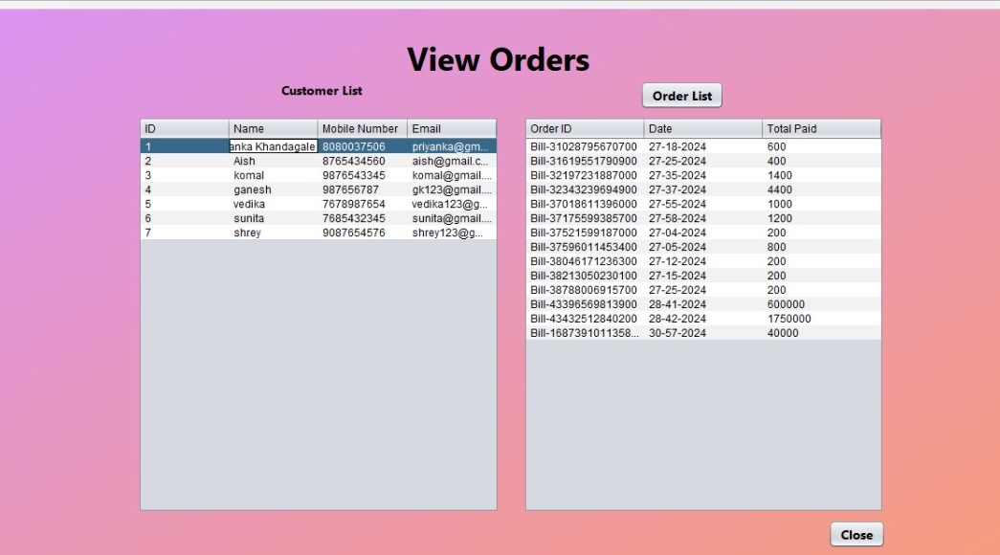 View Orders
Customer List
Order List
ID Name Mobile Number Email
1 anka Khandagale 8080037506 priyanka@gm...
2 Aish 8765434560 aish@gmail.c...
3 komal 9876543345 komal@gmail....
4 ganesh 987656787 gk123@gmail....
5 vedika 7678987654 vedika123@g...
6 sunita 7685432345 sunita@gmail....
7 shrey 9087654576 shrey123@g...
Order ID Date Total Paid
Bill-31028795670700 27-18-2024 600
Bill-31619551790900 27-25-2024 400
Bill-32197231887000 27-35-2024 1400
Bill-32343239694900 27-37-2024 4400
Bill-37018611396000 27-55-2024 1000
Bill-37175599385700 27-58-2024 1200
Bill-37521599187000 27-04-2024 200
Bill-37596011453400 27-05-2024 800
Bill-38046171236300 27-12-2024 200
Bill-38213050230100 27-15-2024 200
Bill-38788006915700 27-25-2024 200
Bill-43396569813900 28-41-2024 600000
Bill-43432512840200 28-42-2024 1750000
Bill-1687391011358... 30-57-2024 40000
Close